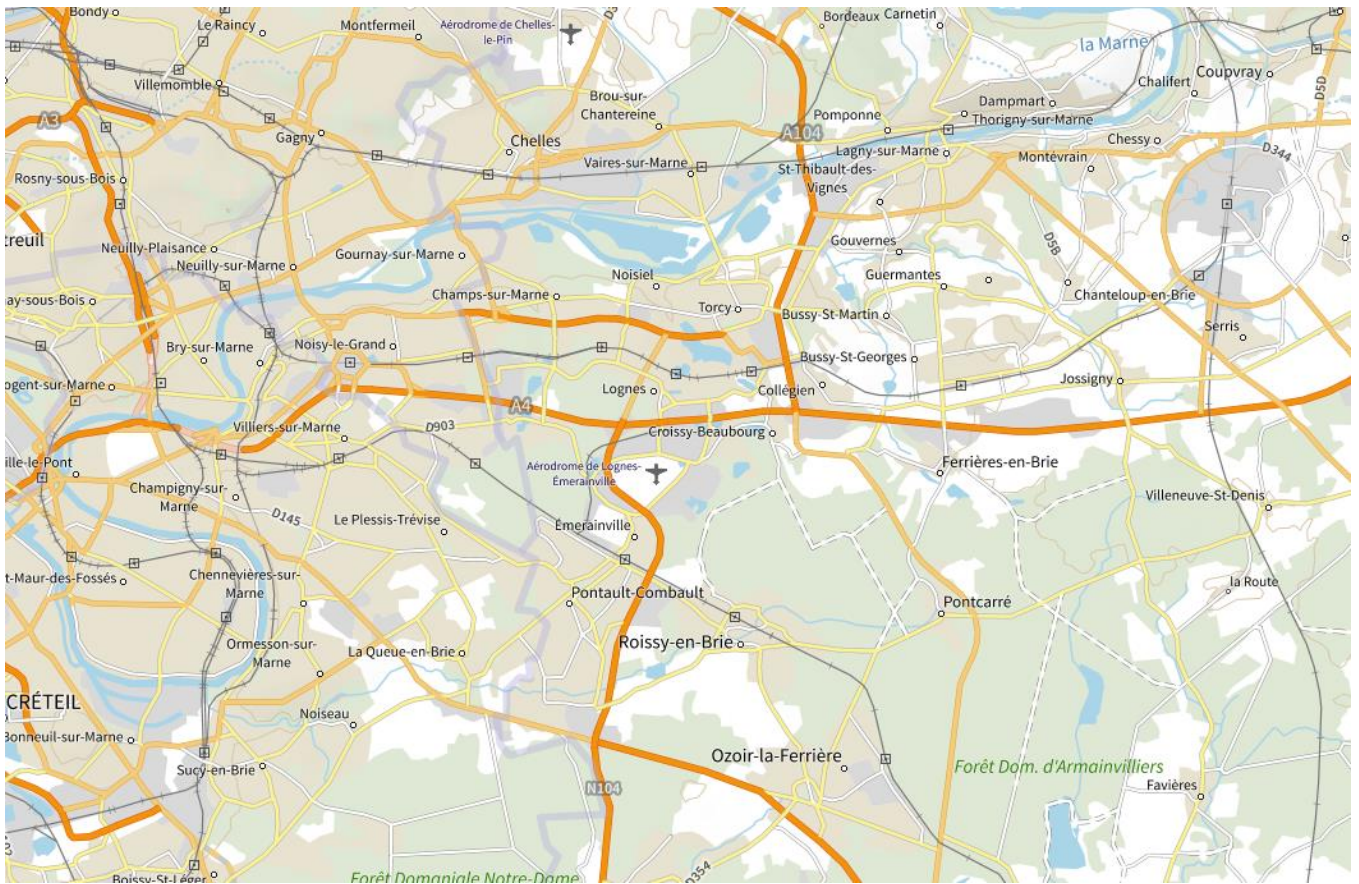 Bondy
Le Raincy
Montfermeil
Aérodrome de Chelles-
le-Pin
Bordeaux
Carnetin
la Marne
Villemomble
Brou-sur-
Chantereine
Dampmart
Chalifert
Coupvray
D5D
A3
Gagny
Chelles
A104
Pomponne
Thorigny-sur-Marne
Rosny-sous-Bois
Vaires-sur-Marne
Lagny-sur-Marne
Montévrain
Chessy
D344
St-Thibault-des-
Vignes
treuil
Neuilly-Plaisance
Neuilly-sur-Marne
Gournay-sur-Marne
Gouvernes
D5B
Noisiel
Guermantes
ay-sous-Bois
Champs-sur-Marne
Torcy
Bussy-St-Martin
Chanteloup-en-Brie
Serris
Bry-sur-Marne
Noisy-le-Grand
Bussy-St-Georges
ogent-sur-Marne
Lognes
Collégien
Jossigny
A4
Villiers-sur-Marne
D903
Croissy-Beaubourg
ille-le-Pont
Aérodrome de Lognes-
Émerainville
Ferrières-en-Brie
Champigny-sur-
Marne
Villeneuve-St-Denis
D145
Le Plessis-Trévise
Émerainville
t-Maur-des-Fossés
Chennevières-sur-
Marne
Pontault-Combault
la Route
Pontcarré
Ormesson-sur-
Marne
La Queue-en-Brie
Roissy-en-Brie
CRÉTEIL
Noiseau
Bonneuil-sur-Marne
Ozoir-la-Ferrière
Sucy-en-Brie
Forêt Dom. d'Armainvilliers
N104
Favières
Boissy-St-Léger
Forêt Domaniale Notre-Dame
D354